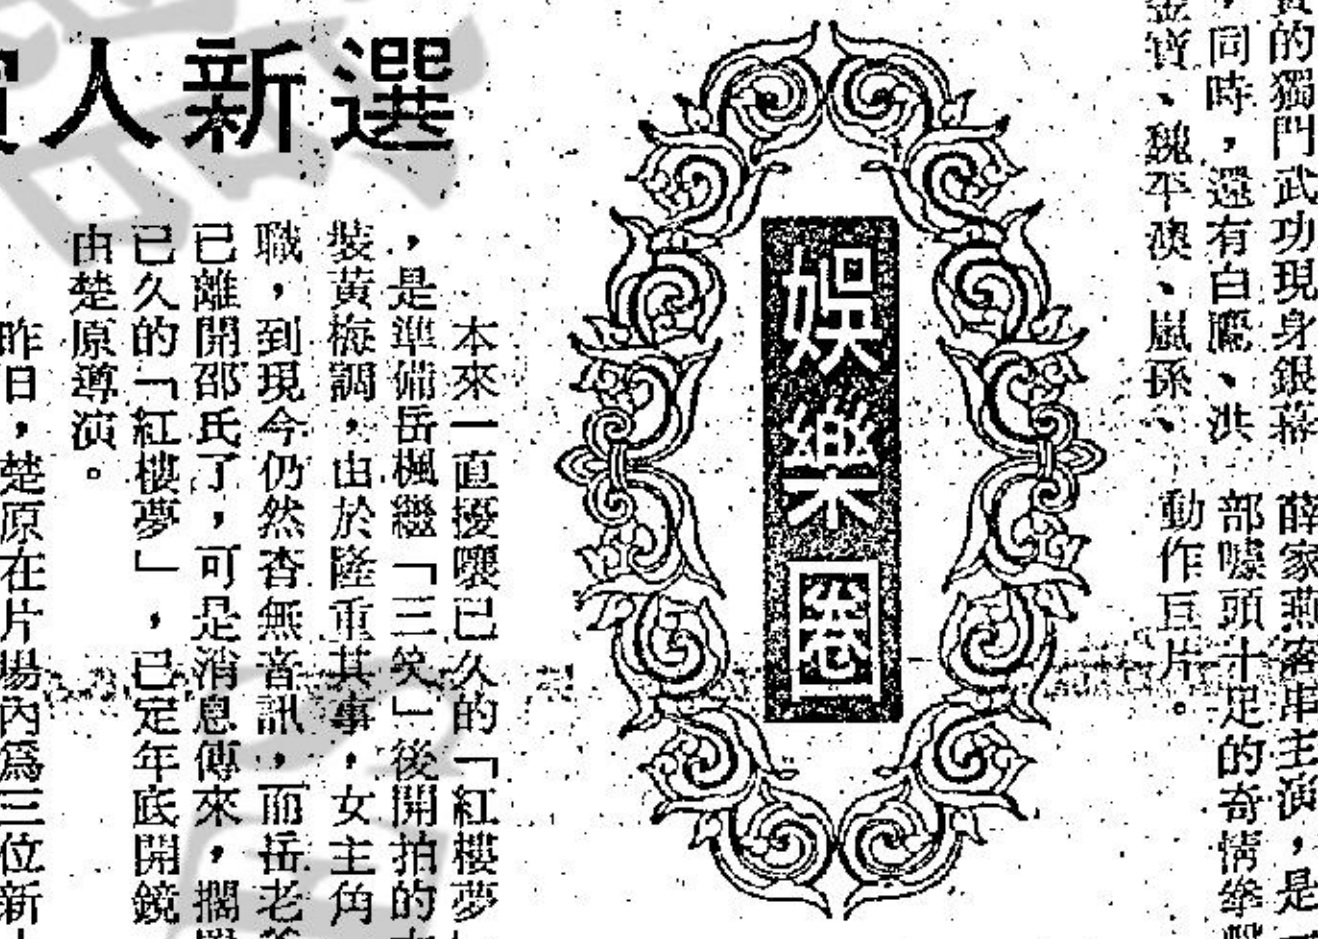 的獨門武功現身銀幕
，同時，還有白鷹、洪
寶、魏平澳、嵐孫、
薛家燕客串主演，是
部噱頭十足的奇情拳
動作巨片。
娛樂圈
選新人
本來一直擾嚷已久的「紅樓夢
，是準備岳楓繼「三笑」後開拍的
裝黃梅調，由於隆重其事，女主角
職，到現今仍然杳無音訊，而岳老
已離開邵氏了，可是消息傳來，擱
已久的「紅樓夢」，已定年底開鏡
由楚原導演。
昨日，楚原在片場內為三位新